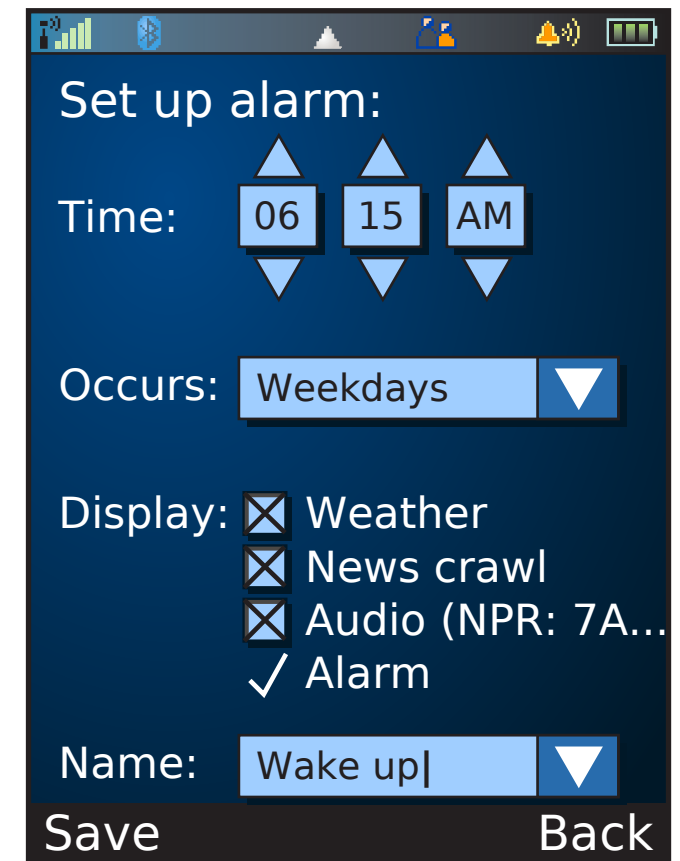 Set up alarm:
Time: 06 15 AM
Occurs: Weekdays
Display: Weather
News crawl
Audio (NPR: 7A...
Alarm
Name: Wake up
Save Back